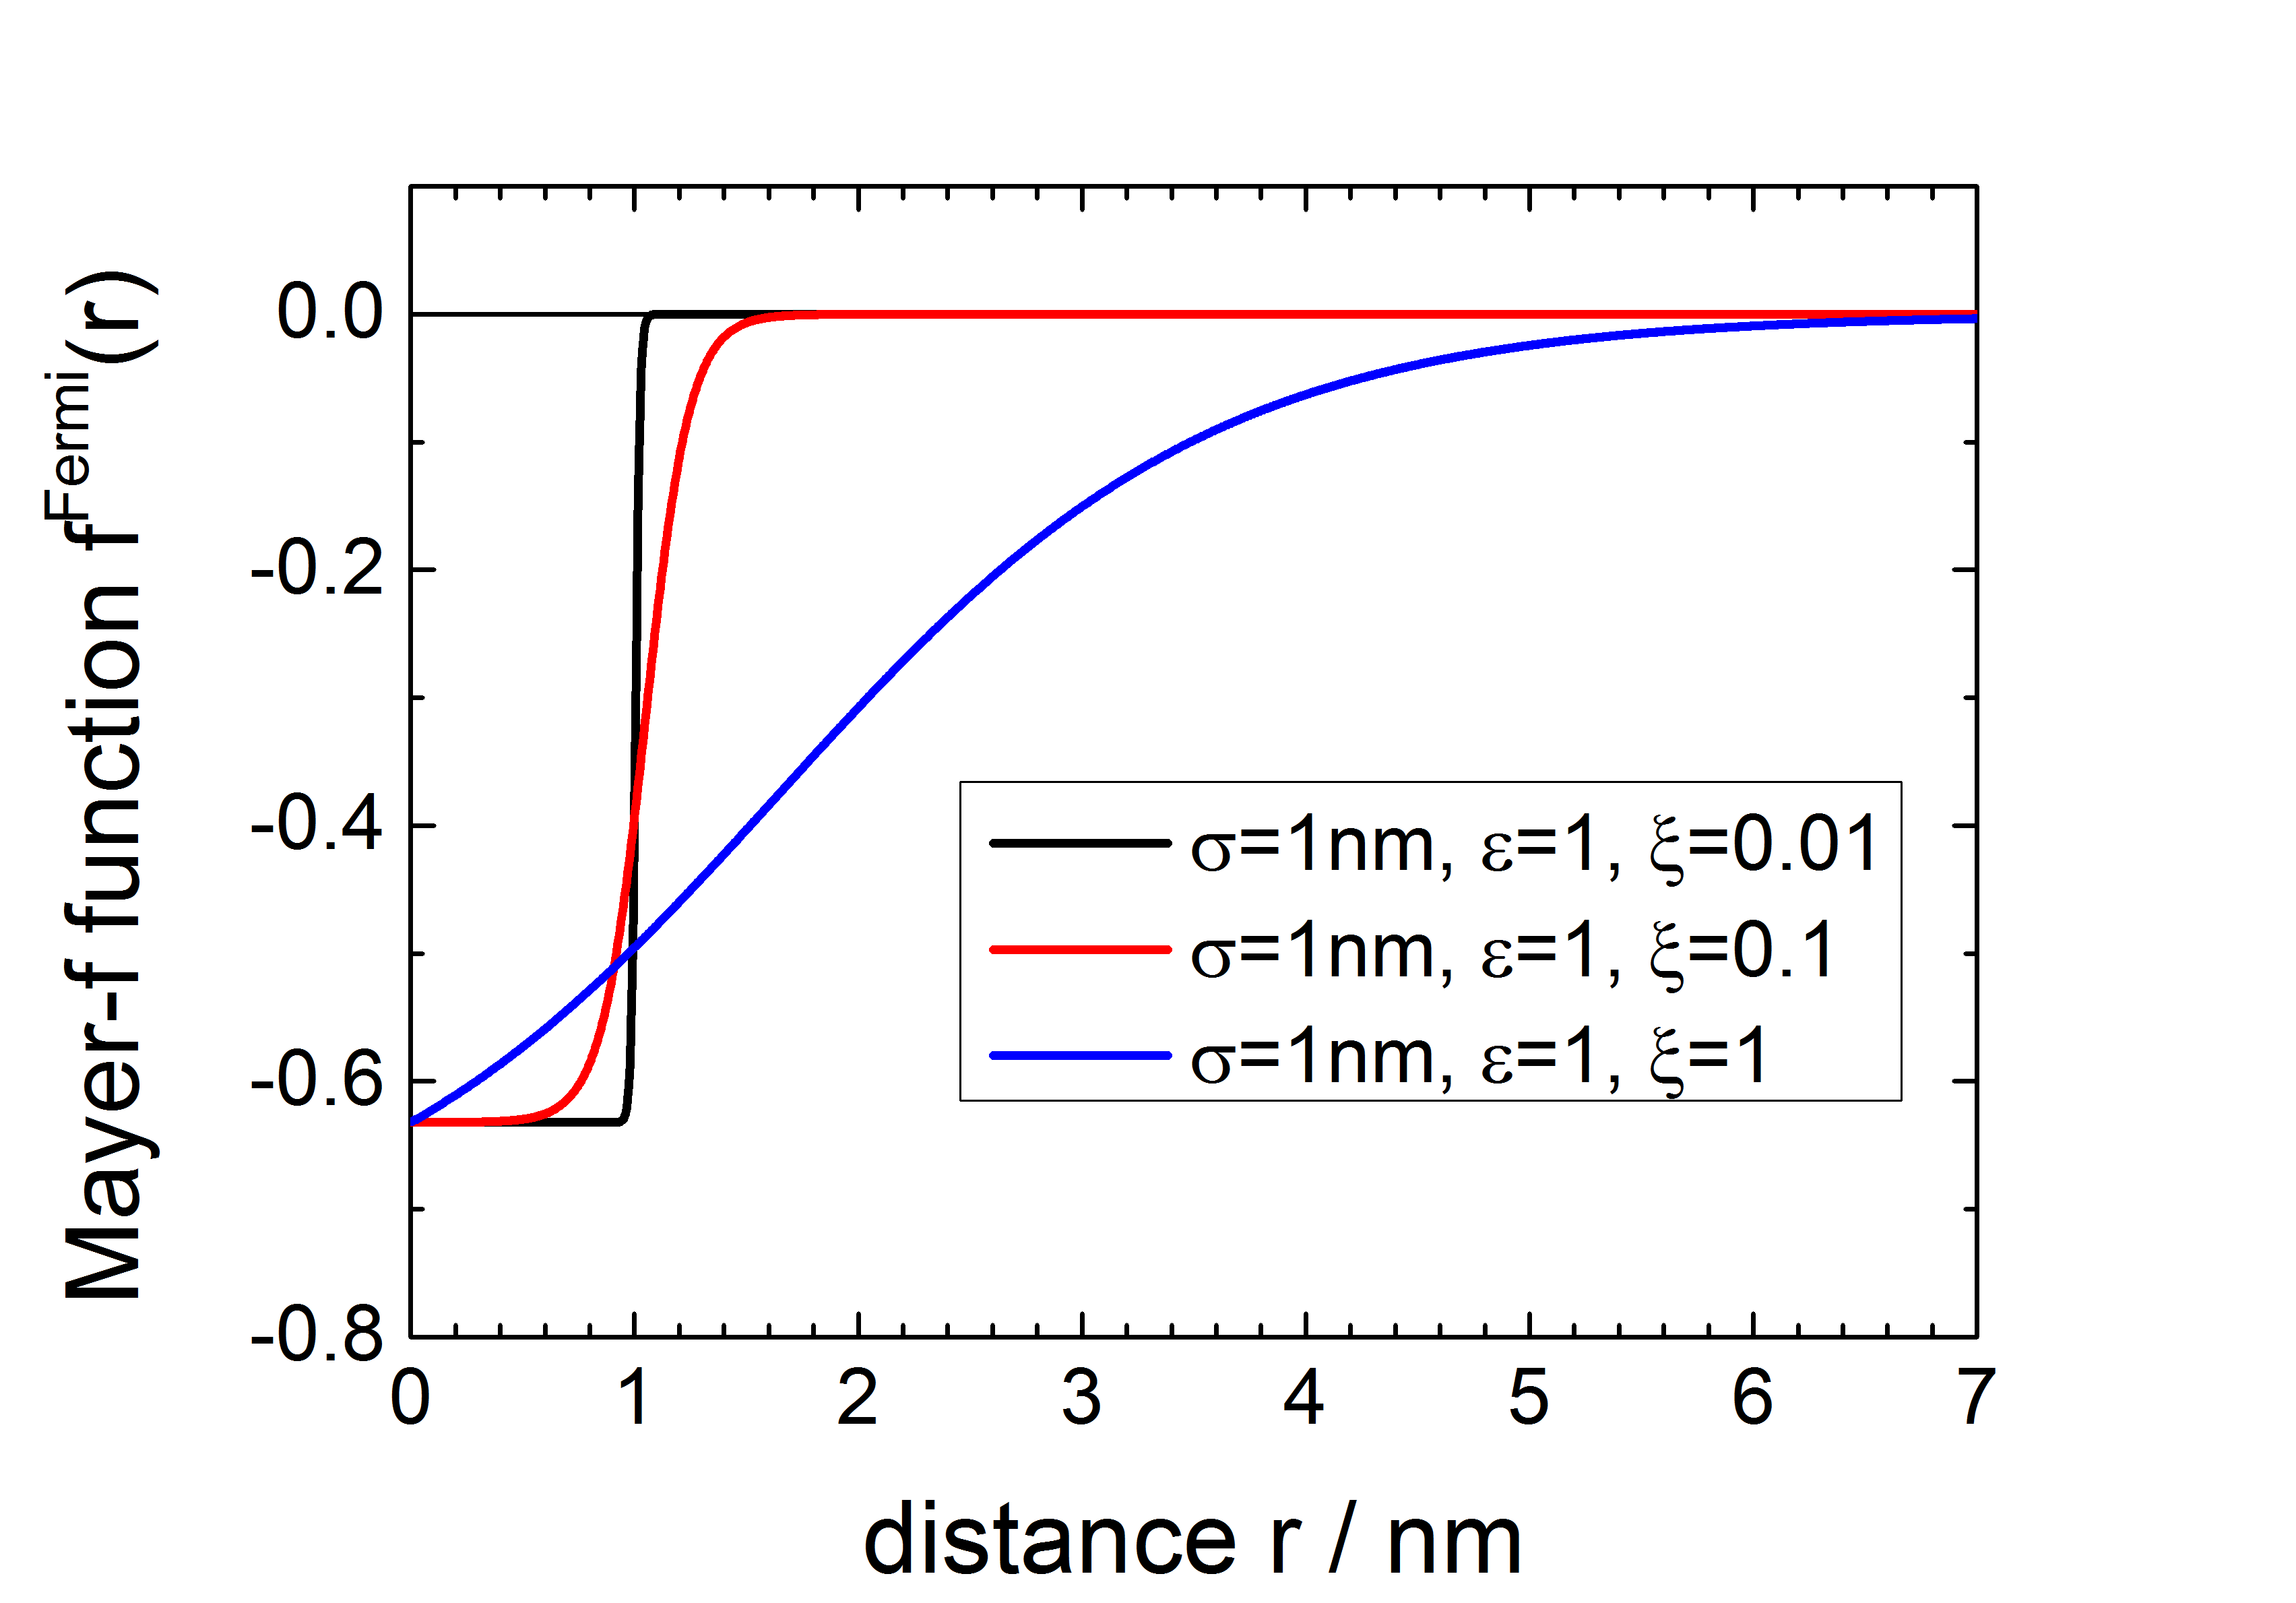 Mayer-f function f^Fermi(r)
0.0
-0.2
-0.4
-0.6
-0.8
σ=1nm, ε=1, ξ=0.01
σ=1nm, ε=1, ξ=0.1
σ=1nm, ε=1, ξ=1
0 1 2 3 4 5 6 7
distance r / nm